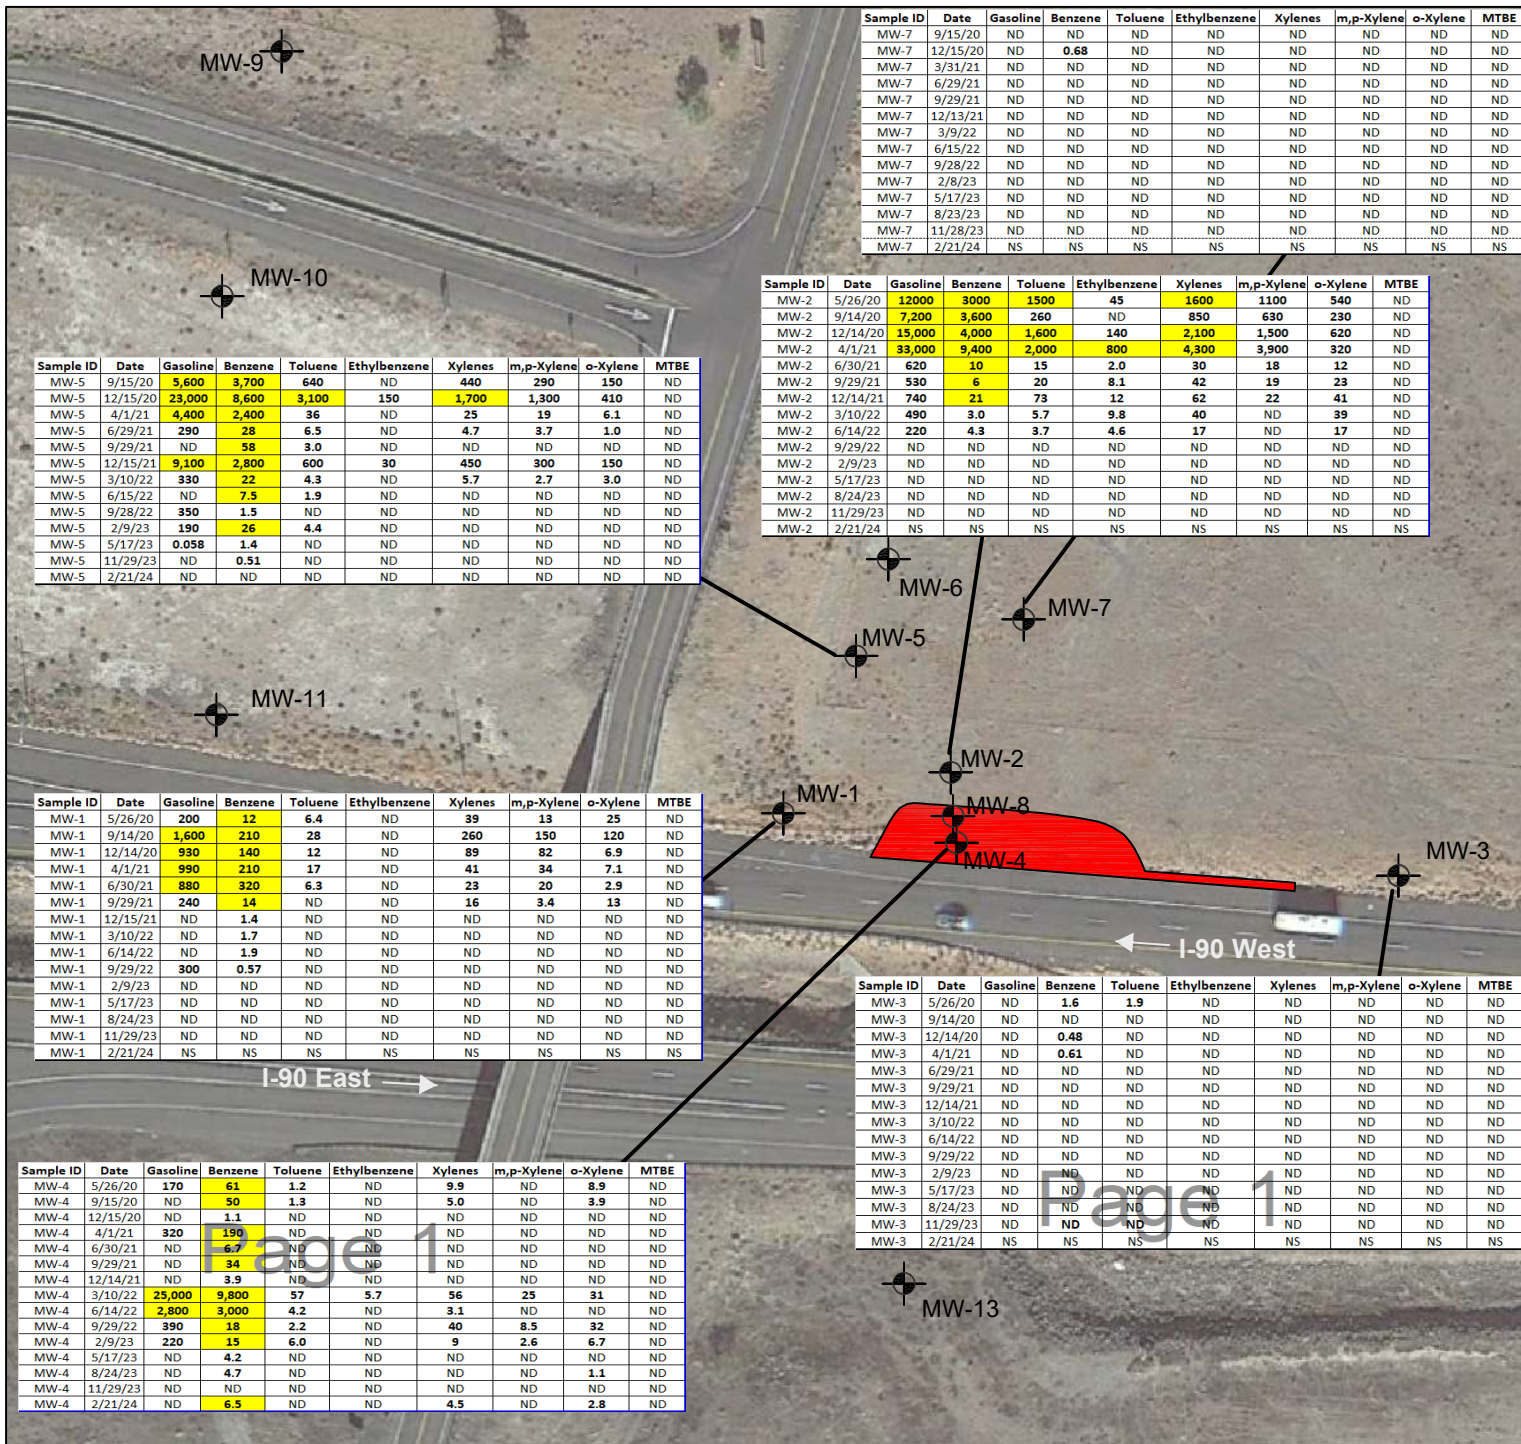 Sample ID Date Gasoline Benzene Toluene Ethylbenzene Xylenes m,p-Xylene o-Xylene MTBE
MW-7 9/15/20 ND ND ND ND ND ND ND ND
MW-7 12/15/20 ND 0.68 ND ND ND ND ND ND
MW-7 3/31/21 ND ND ND ND ND ND ND ND
MW-7 6/29/21 ND ND ND ND ND ND ND ND
MW-7 9/29/21 ND ND ND ND ND ND ND ND
MW-7 12/13/21 ND ND ND ND ND ND ND ND
MW-7 3/9/22 ND ND ND ND ND ND ND ND
MW-7 6/15/22 ND ND ND ND ND ND ND ND
MW-7 9/28/22 ND ND ND ND ND ND ND ND
MW-7 2/8/23 ND ND ND ND ND ND ND ND
MW-7 5/17/23 ND ND ND ND ND ND ND ND
MW-7 8/23/23 ND ND ND ND ND ND ND ND
MW-7 11/28/23 ND ND ND ND ND ND ND ND
MW-7 2/21/24 NS NS NS NS NS NS NS NS
MW-9
MW-10
Sample ID Date Gasoline Benzene Toluene Ethylbenzene Xylenes m,p-Xylene o-Xylene MTBE
MW-2 5/26/20 12000 3000 1500 45 1600 1100 540 ND
MW-2 9/14/20 7,200 3,600 260 ND 850 630 230 ND
MW-2 12/14/20 15,000 4,000 1,600 140 2,100 1,500 620 ND
MW-2 4/1/21 33,000 9,400 2,000 800 4,300 3,900 320 ND
MW-2 6/30/21 620 10 15 2.0 30 18 12 ND
MW-2 9/29/21 530 6 20 8.1 42 19 23 ND
MW-2 12/14/21 740 21 73 12 62 22 41 ND
MW-2 3/10/22 490 3.0 5.7 9.8 40 ND 39 ND
MW-2 6/14/22 220 4.3 3.7 4.6 17 ND 17 ND
MW-2 9/29/22 ND ND ND ND ND ND ND ND
MW-2 2/9/23 ND ND ND ND ND ND ND ND
MW-2 5/17/23 ND ND ND ND ND ND ND ND
MW-2 8/24/23 ND ND ND ND ND ND ND ND
MW-2 11/29/23 ND ND ND ND ND ND ND ND
MW-2 2/21/24 NS NS NS NS NS NS NS NS
Sample ID Date Gasoline Benzene Toluene Ethylbenzene Xylenes m,p-Xylene o-Xylene MTBE
MW-5 9/15/20 5,600 3,700 640 ND 440 290 150 ND
MW-5 12/15/20 23,000 8,600 3,100 150 1,700 1,300 410 ND
MW-5 4/1/21 4,400 2,400 36 ND 25 19 6.1 ND
MW-5 6/29/21 290 28 6.5 ND 4.7 3.7 1.0 ND
MW-5 9/29/21 ND 58 3.0 ND ND ND ND ND
MW-5 12/15/21 9,100 2,800 600 30 450 300 150 ND
MW-5 3/10/22 330 22 4.3 ND 5.7 2.7 3.0 ND
MW-5 6/15/22 ND 7.5 1.9 ND ND ND ND ND
MW-5 9/28/22 350 1.5 ND ND ND ND ND ND
MW-5 2/9/23 190 26 4.4 ND ND ND ND ND
MW-5 5/17/23 0.058 1.4 ND ND ND ND ND ND
MW-5 11/29/23 ND 0.51 ND ND ND ND ND ND
MW-5 2/21/24 ND ND ND ND ND ND ND ND
MW-6
MW-7
MW-5
MW-11
MW-2
MW-1
MW-8
MW-4
MW-3
Sample ID Date Gasoline Benzene Toluene Ethylbenzene Xylenes m,p-Xylene o-Xylene MTBE
MW-1 5/26/20 200 12 6.4 ND 39 13 25 ND
MW-1 9/14/20 1,600 210 28 ND 260 150 120 ND
MW-1 12/14/20 930 140 12 ND 89 82 6.9 ND
MW-1 4/1/21 990 210 17 ND 41 34 7.1 ND
MW-1 6/30/21 880 320 6.3 ND 23 20 2.9 ND
MW-1 9/29/21 240 14 ND ND 16 3.4 13 ND
MW-1 12/15/21 ND 1.4 ND ND ND ND ND ND
MW-1 3/10/22 ND 1.7 ND ND ND ND ND ND
MW-1 6/14/22 ND 1.9 ND ND ND ND ND ND
MW-1 9/29/22 300 0.57 ND ND ND ND ND ND
MW-1 2/9/23 ND ND ND ND ND ND ND ND
MW-1 5/17/23 ND ND ND ND ND ND ND ND
MW-1 8/24/23 ND ND ND ND ND ND ND ND
MW-1 11/29/23 ND ND ND ND ND ND ND ND
MW-1 2/21/24 NS NS NS NS NS NS NS NS
I-90 West
I-90 East
Sample ID Date Gasoline Benzene Toluene Ethylbenzene Xylenes m,p-Xylene o-Xylene MTBE
MW-3 5/26/20 ND 1.6 1.9 ND ND ND ND ND
MW-3 9/14/20 ND ND ND ND ND ND ND ND
MW-3 12/14/20 ND 0.48 ND ND ND ND ND ND
MW-3 4/1/21 ND 0.61 ND ND ND ND ND ND
MW-3 6/29/21 ND ND ND ND ND ND ND ND
MW-3 9/29/21 ND ND ND ND ND ND ND ND
MW-3 12/14/21 ND ND ND ND ND ND ND ND
MW-3 3/10/22 ND ND ND ND ND ND ND ND
MW-3 6/14/22 ND ND ND ND ND ND ND ND
MW-3 9/29/22 ND ND ND ND ND ND ND ND
MW-3 2/9/23 ND ND ND ND ND ND ND ND
MW-3 5/17/23 ND ND ND ND ND ND ND ND
MW-3 8/24/23 ND ND ND ND ND ND ND ND
MW-3 11/29/23 ND ND ND ND ND ND ND ND
MW-3 2/21/24 NS NS NS NS NS NS NS NS
Page 1
Sample ID Date Gasoline Benzene Toluene Ethylbenzene Xylenes m,p-Xylene o-Xylene MTBE
MW-4 5/26/20 170 61 1.2 ND 9.9 ND 8.9 ND
MW-4 9/15/20 ND 50 1.3 ND 5.0 ND 3.9 ND
MW-4 12/15/20 ND 1.1 ND ND ND ND ND ND
MW-4 4/1/21 320 190 ND ND ND ND ND ND
MW-4 6/30/21 ND 6.7 ND ND ND ND ND ND
MW-4 9/29/21 ND 34 ND ND ND ND ND ND
MW-4 12/14/21 ND 3.9 ND ND ND ND ND ND
MW-4 3/10/22 25,000 9,800 57 5.7 56 25 31 ND
MW-4 6/14/22 2,800 3,000 4.2 ND 3.1 ND ND ND
MW-4 9/29/22 390 18 2.2 ND 40 8.5 32 ND
MW-4 2/9/23 220 15 6.0 ND 9 2.6 6.7 ND
MW-4 5/17/23 ND 4.2 ND ND ND ND ND ND
MW-4 8/24/23 ND 4.7 ND ND ND ND 1.1 ND
MW-4 11/29/23 ND ND ND ND ND ND ND ND
MW-4 2/21/24 ND 6.5 ND ND 4.5 ND 2.8 ND
Page 1
MW-13